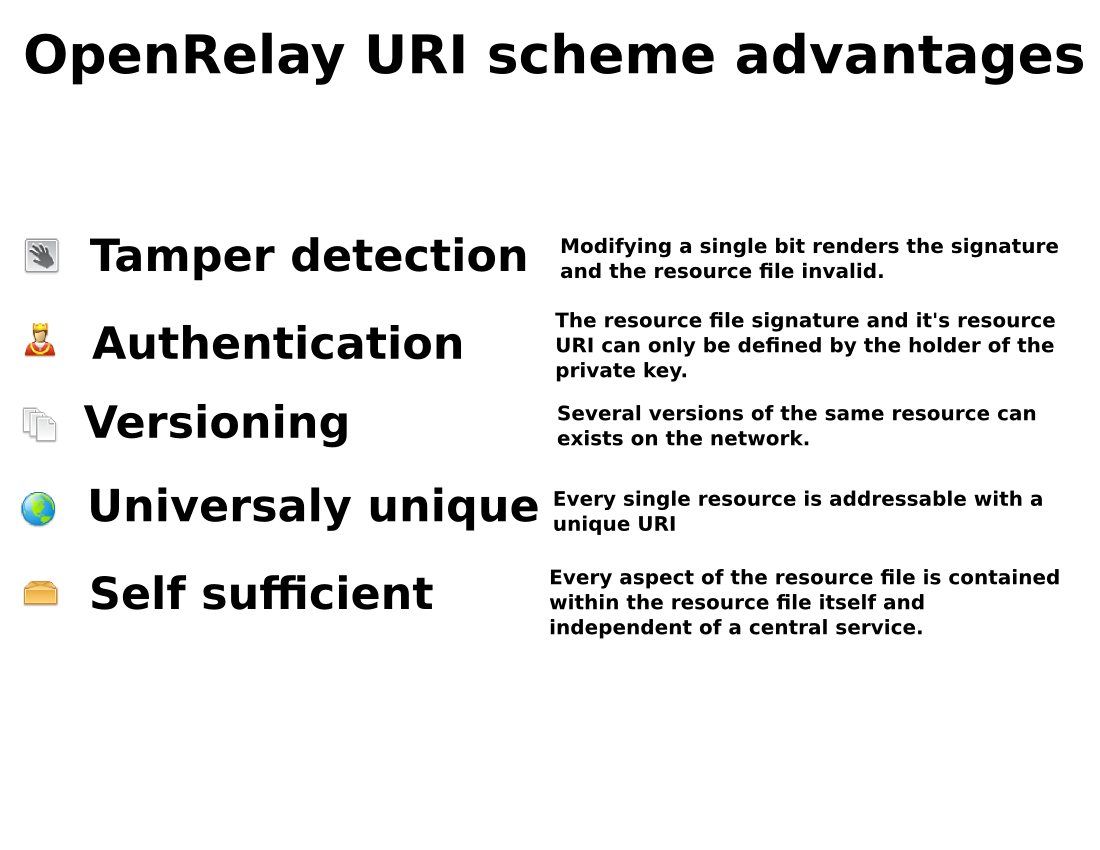 OpenRelay URI scheme advantages
Tamper detection
Modifying a single bit renders the signature
and the resource file invalid.
Authentication
The resource file signature and it's resource
URI can only be defined by the holder of the
private key.
Versioning
Several versions of the same resource can
exists on the network.
Universaly unique
Every single resource is addressable with a
unique URI
Self sufficient
Every aspect of the resource file is contained
within the resource file itself and
independent of a central service.